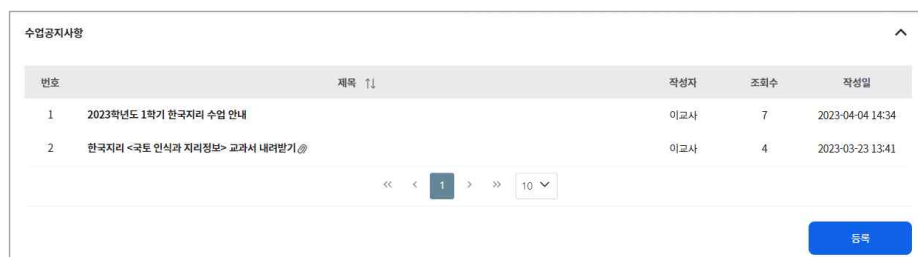 수업공지사항
번호 제목 ↑↓ 작성자 조회수 작성일
1 2023학년도 1학기 한국지리 수업 안내 이교사 7 2023-04-04 14:34
2 한국지리 <국토 인식과 지리정보> 교과서 내려받기 이교사 4 2023-03-23 13:41
« ‹ 1 › » 10
등록